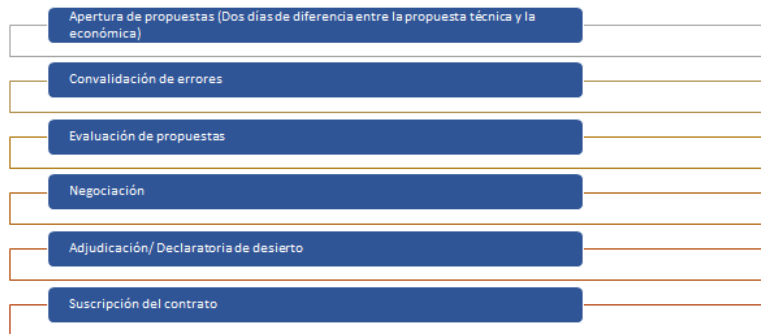 Apertura de propuestas (Dos días de diferencia entre la propuesta técnica y la
económica)
Convalidación de errores
Evaluación de propuestas
Negociación
Adjudicación/ Declaratoria de desierto
Suscripción del contrato